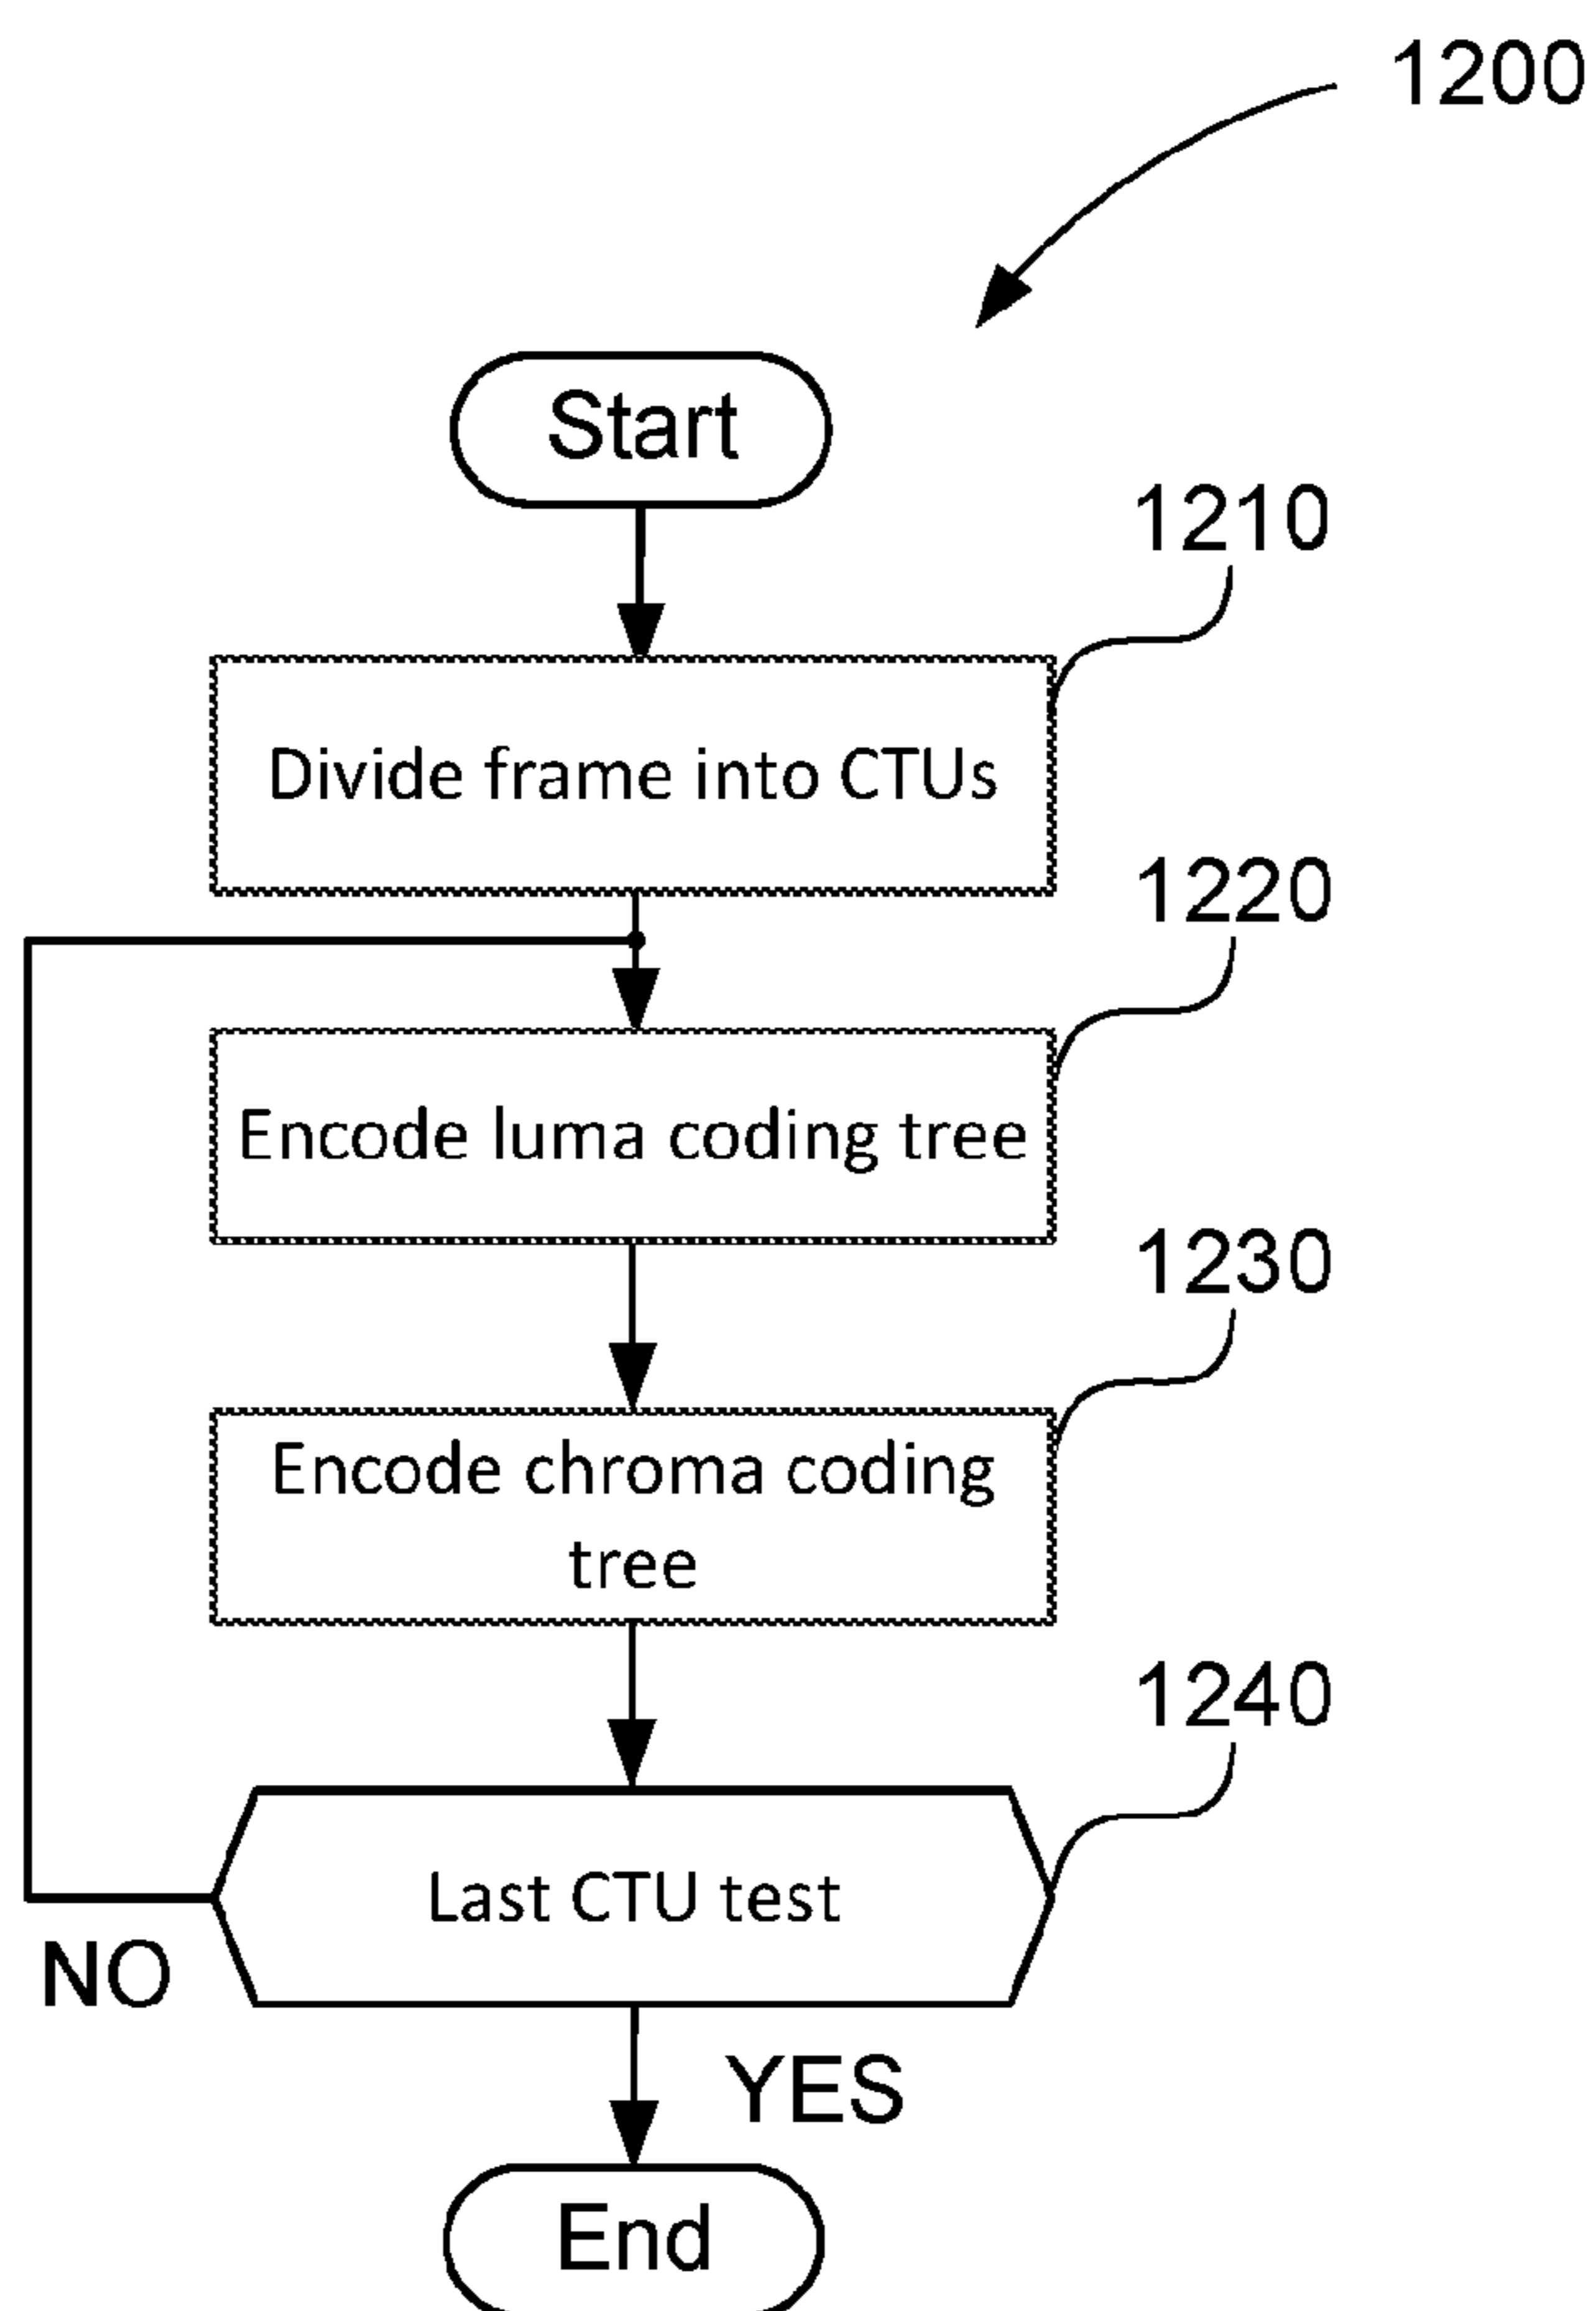 1200
Start
1210
Divide frame into CTUs
1220
Encode luma coding tree
1230
Encode chroma coding
tree
1240
Last CTU test
NO
YES
End